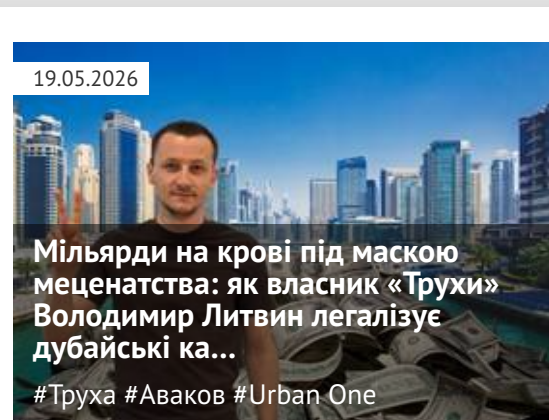 19.05.2026
Мільярди на крові під маскою
меценатства: як власник «Трухи»
Володимир Литвин легалізує
дубайські ка...
#Труха #Аваков #Urban One